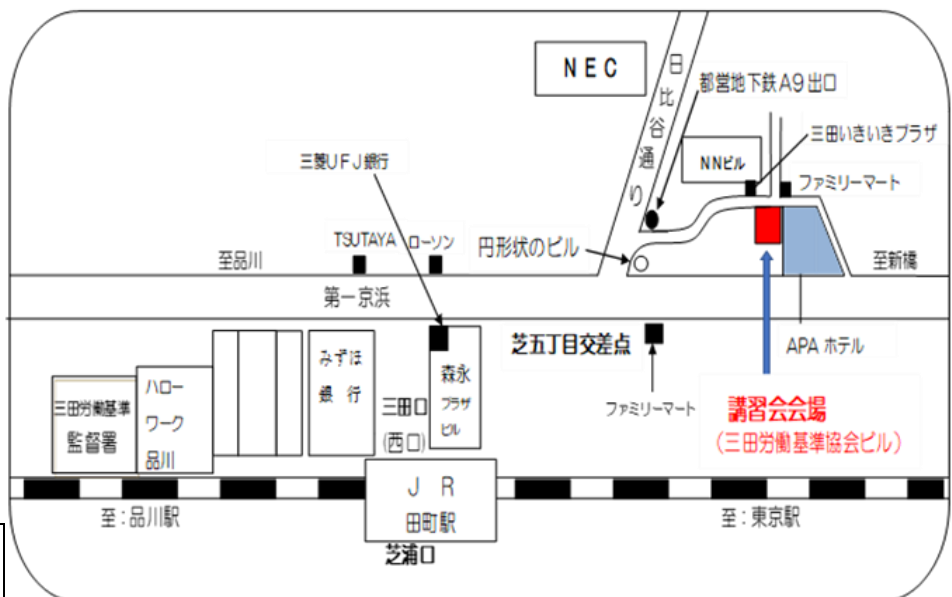 NEC
日比谷通り
都営地下鉄A9出口
三田いきいきプラザ
NNビル
ファミリーマート
三菱UFJ銀行
TSUTAYA
ローソン
円形状のビル
至品川
至新橋
第一京浜
芝五丁目交差点
APAホテル
みずほ
銀行
森永
プラザ
ビル
三田口
(西口)
ファミリーマート
講習会会場
(三田労働基準協会ビル)
三田労働基準
監督署
ハロー
ワーク
品川
JR
田町駅
至:品川駅
至:東京駅
芝浦口